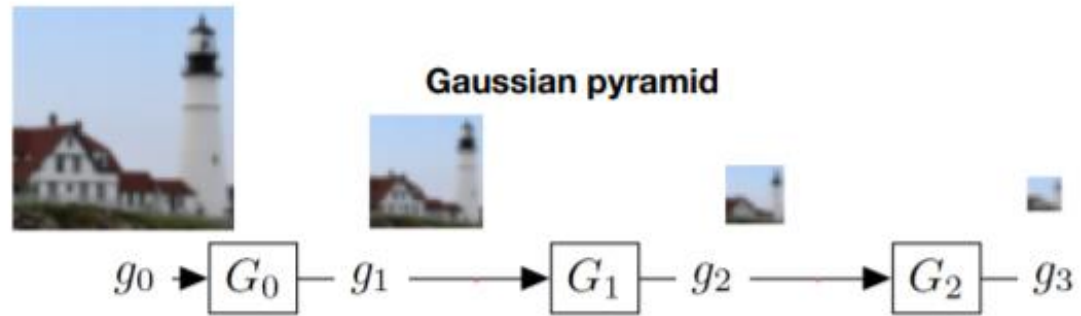 Gaussian pyramid
g₀ G₀ g₁ G₁ g₂ G₂ g₃